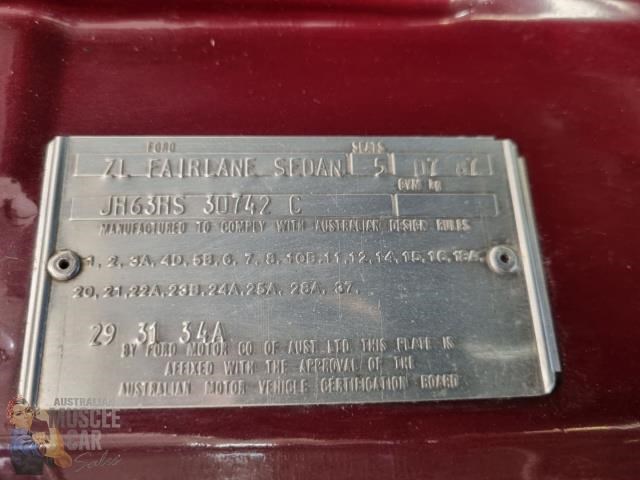 FORD SEATS
ZL FAIRLANE SEDAN 5 07 87
GVM kg
JH63HS 30742 C
MANUFACTURED TO COMPLY WITH AUSTRALIAN DESIGN RULES
1, 2, 3A, 4D, 5B, 6, 7, 8, 10B, 11, 12, 14, 15, 16, 18A,
20, 21, 22A, 23B, 24A, 25A, 28A, 37.
29 31 34A
BY FORD MOTOR CO OF AUST. LTD. THIS PLATE IS
AFFIXED WITH THE APPROVAL OF THE
AUSTRALIAN MOTOR VEHICLE CERTIFICATION BOARD
AUSTRALIAN
MUSCLE
CAR
Sales